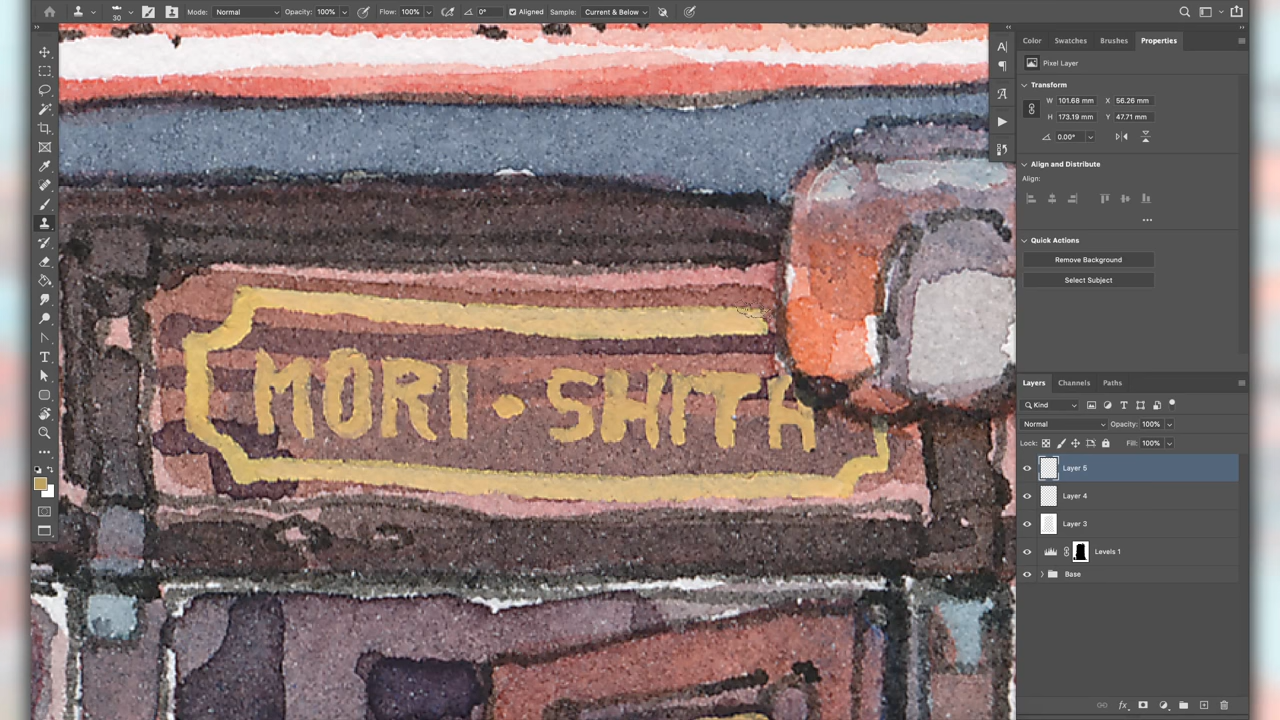 30
Mode: Normal
Opacity: 100%
Flow: 100%
0°
Aligned
Sample: Current & Below
Color
Swatches
Brushes
Properties
Pixel Layer
Transform
W 101.68 mm X 56.26 mm
H 173.19 mm Y 47.71 mm
0.00°
Align and Distribute
Align:
Quick Actions
Remove Background
Select Subject
MORI • SHITA
Layers
Channels
Paths
Kind
Normal
Opacity: 100%
Lock:
Fill: 100%
Layer 5
Layer 4
Layer 3
Levels 1
Base